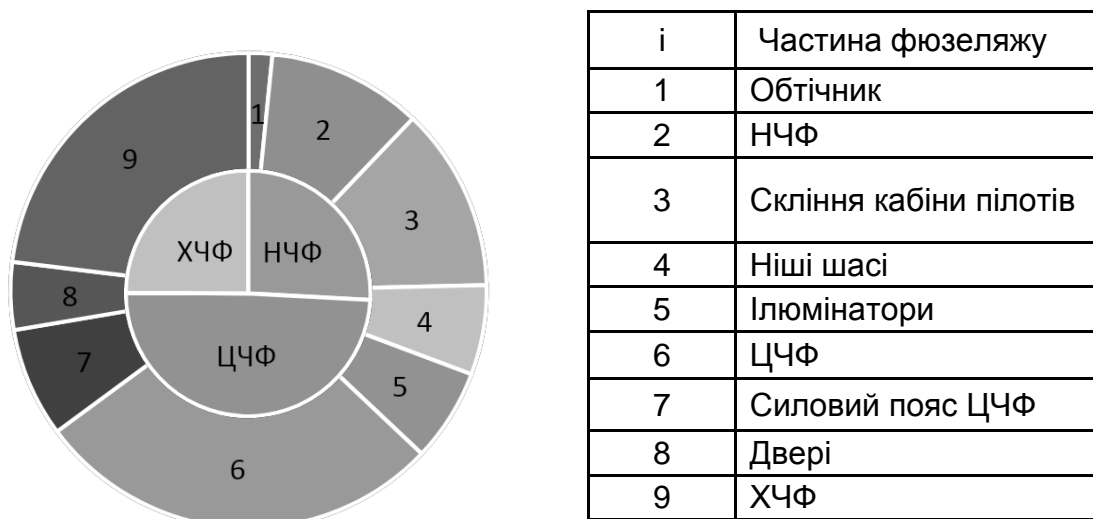 1
2
3
4
5
6
7
8
9
НЧФ
ЦЧФ
ХЧФ
і Частина фюзеляжу
1 Обтічник
2 НЧФ
3 Скління кабіни пілотів
4 Ніші шасі
5 Ілюмінатори
6 ЦЧФ
7 Силовий пояс ЦЧФ
8 Двері
9 ХЧФ